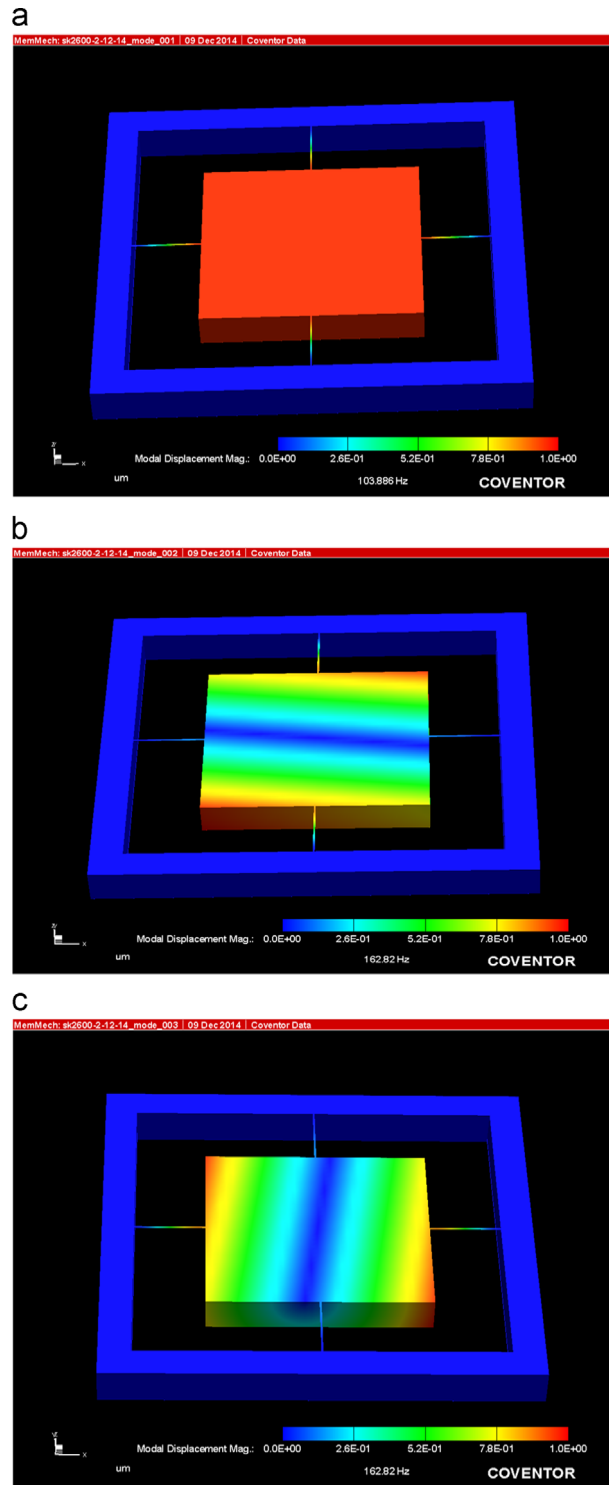 a
MemMech: sk2600-2-12-14_mode_001 | 09 Dec 2014 | Coventor Data
Modal Displacement Mag.: 0.0E+00 2.6E-01 5.2E-01 7.8E-01 1.0E+00
x
um 103.886 Hz COVENTOR
b
MemMech: sk2600-2-12-14_mode_002 | 09 Dec 2014 | Coventor Data
Modal Displacement Mag.: 0.0E+00 2.6E-01 5.2E-01 7.8E-01 1.0E+00
x
um 162.82 Hz COVENTOR
c
MemMech: sk2600-2-12-14_mode_003 | 09 Dec 2014 | Coventor Data
Modal Displacement Mag.: 0.0E+00 2.6E-01 5.2E-01 7.8E-01 1.0E+00
x
um 162.82 Hz COVENTOR